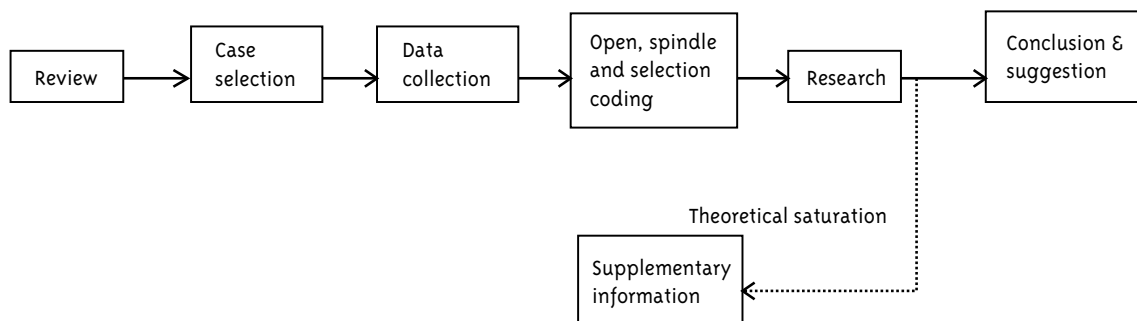 Review
Case
selection
Data
collection
Open, spindle
and selection
coding
Research
Conclusion &
suggestion
Theoretical saturation
Supplementary
information